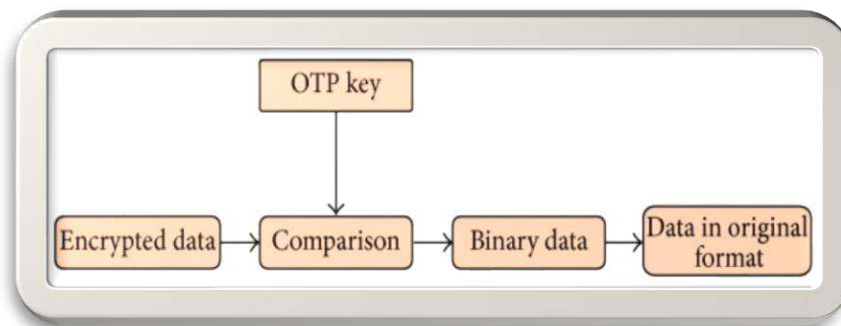 OTP key
Encrypted data
Comparison
Binary data
Data in original
format